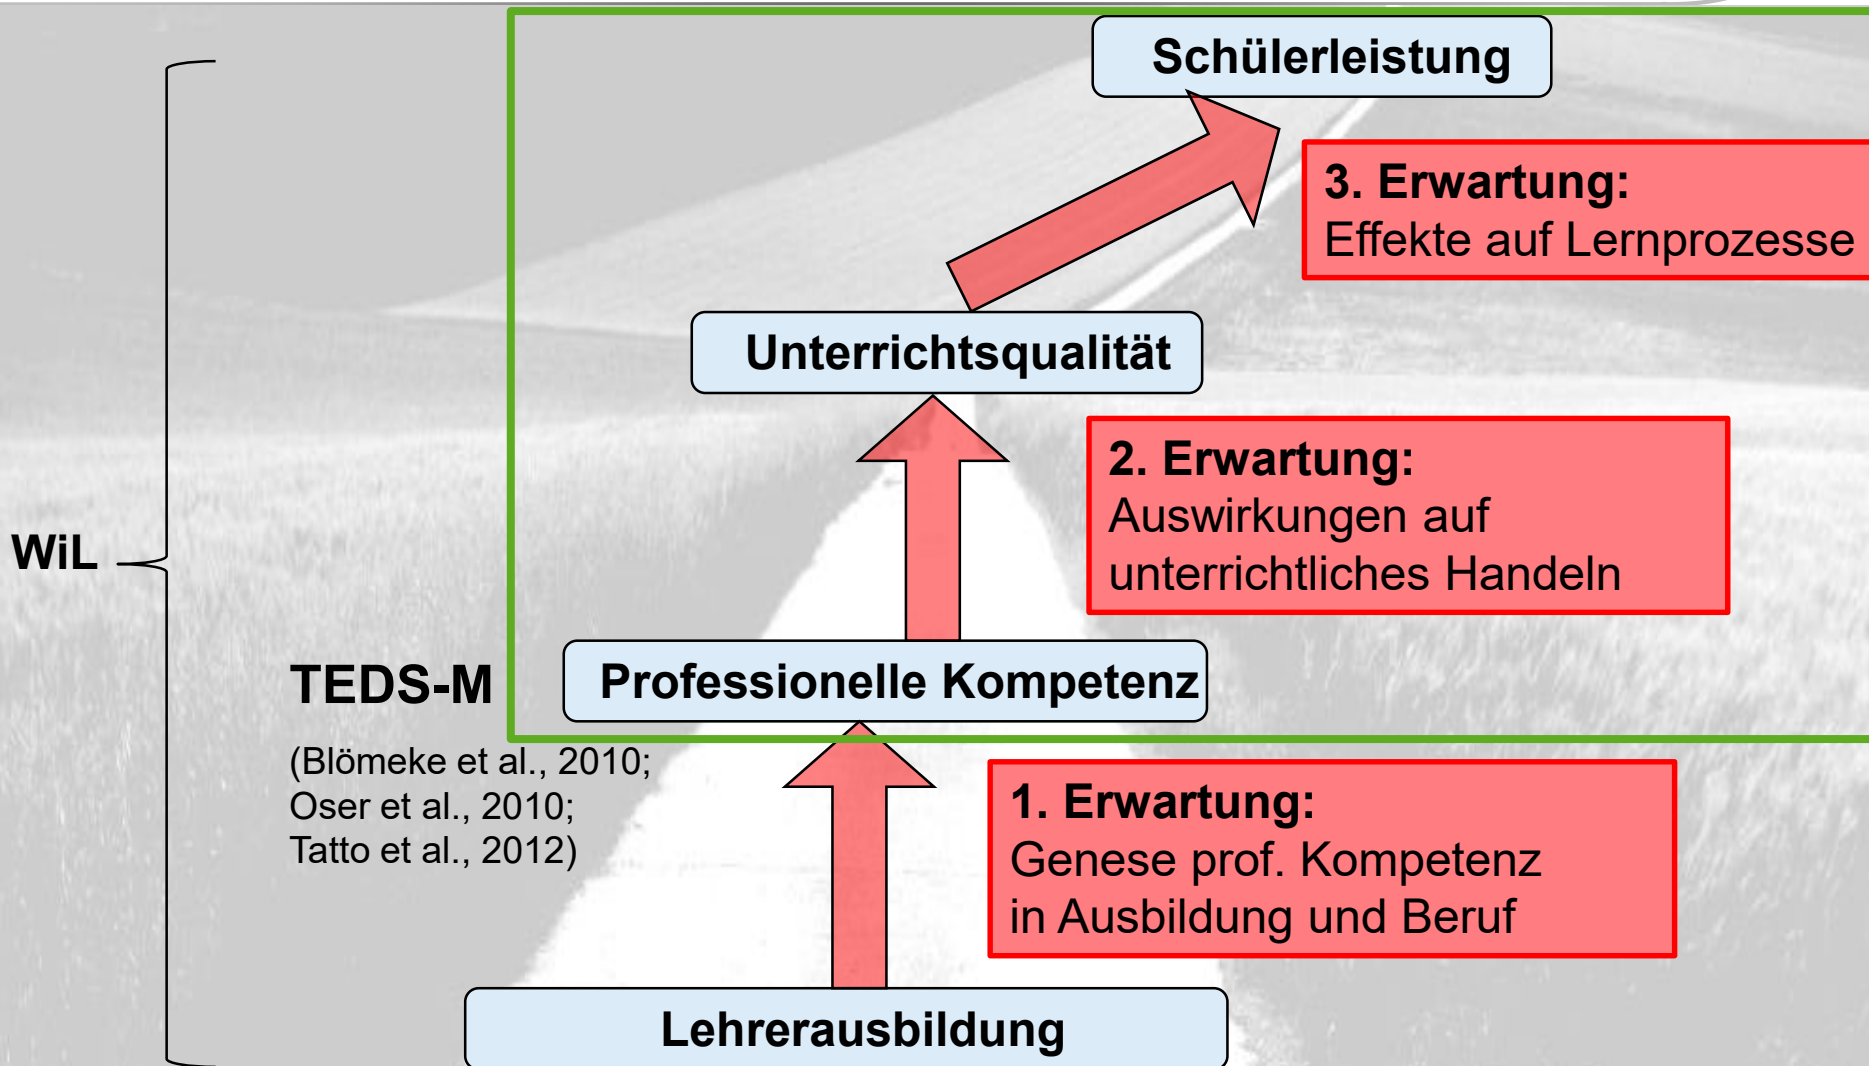 Schülerleistung
3. Erwartung:
Effekte auf Lernprozesse
Unterrichtsqualität
2. Erwartung:
Auswirkungen auf
unterrichtliches Handeln
WiL
TEDS-M
Professionelle Kompetenz
(Blömeke et al., 2010;
Oser et al., 2010;
Tatto et al., 2012)
1. Erwartung:
Genese prof. Kompetenz
in Ausbildung und Beruf
Lehrerausbildung